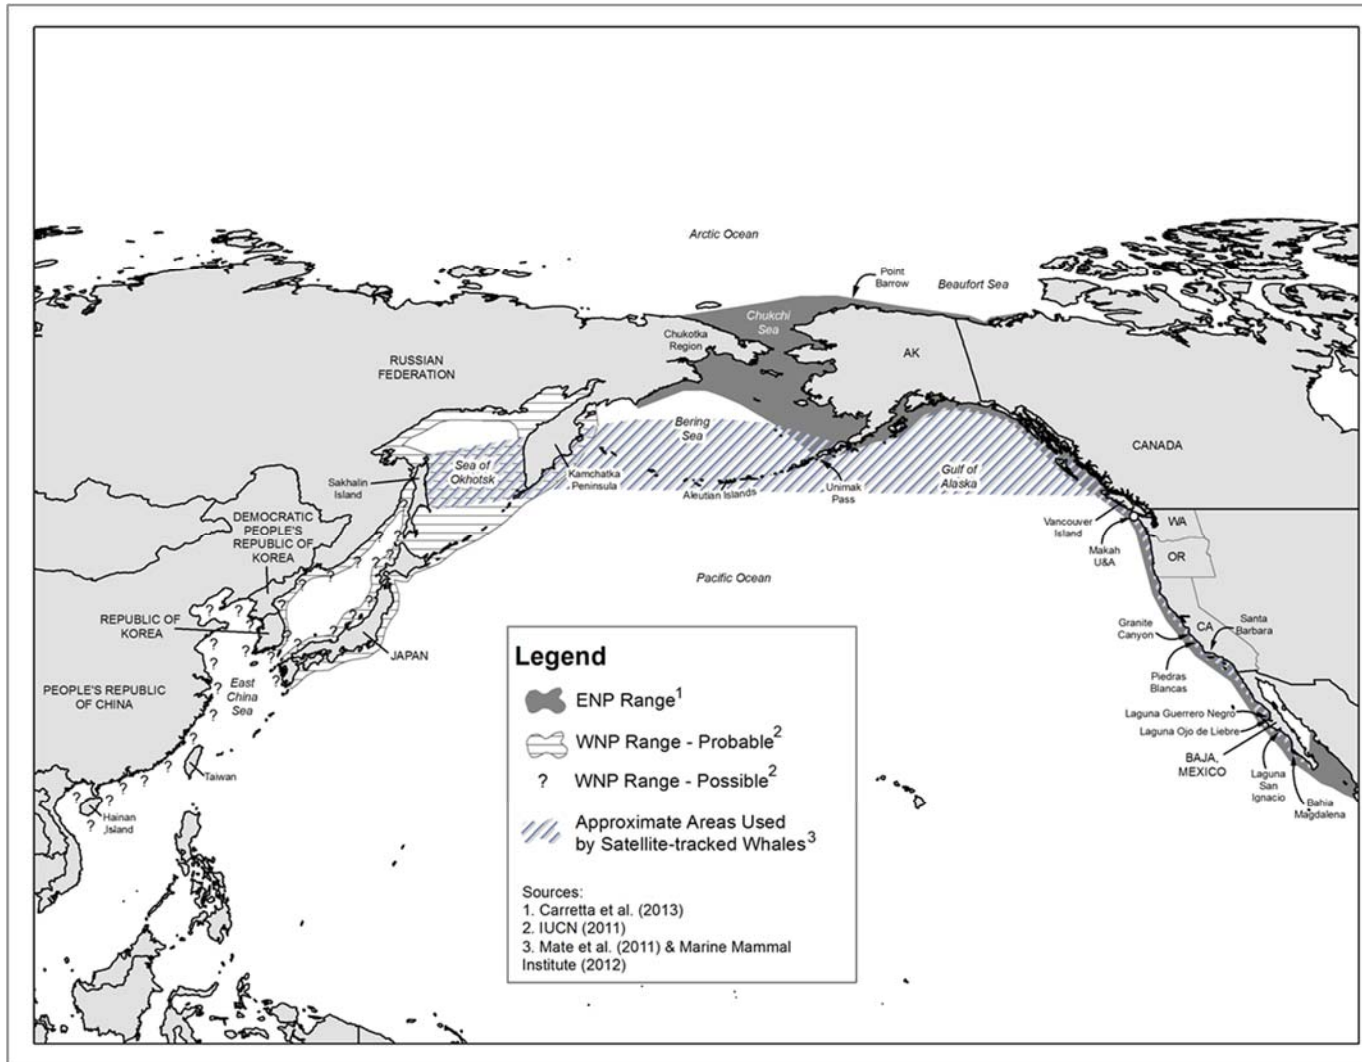 Arctic Ocean
Point
Barrow
Beaufort Sea
Chukchi
Sea
Chukotka
Region
AK
RUSSIAN
FEDERATION
Bering
Sea
CANADA
Sea of
Okhotsk
Kamchatka
Peninsula
Sakhalin
Island
Aleutian Islands
Unimak
Pass
Gulf of
Alaska
DEMOCRATIC
PEOPLE'S
REPUBLIC OF
KOREA
Vancouver
Island
WA
Makah
U&A
OR
Pacific Ocean
REPUBLIC OF
KOREA
JAPAN
Granite
Canyon
CA
Santa
Barbara
PEOPLE'S REPUBLIC
OF CHINA
East
China
Sea
Piedras
Blancas
Laguna Guerrero Negro
Laguna Ojo de Liebre
BAJA,
MEXICO
Laguna
San
Ignacio
Bahia
Magdalena
Taiwan
Hainan
Island
Legend
ENP Range1
WNP Range - Probable2
? WNP Range - Possible2
Approximate Areas Used
by Satellite-tracked Whales3
Sources:
1. Carretta et al. (2013)
2. IUCN (2011)
3. Mate et al. (2011) & Marine Mammal
Institute (2012)